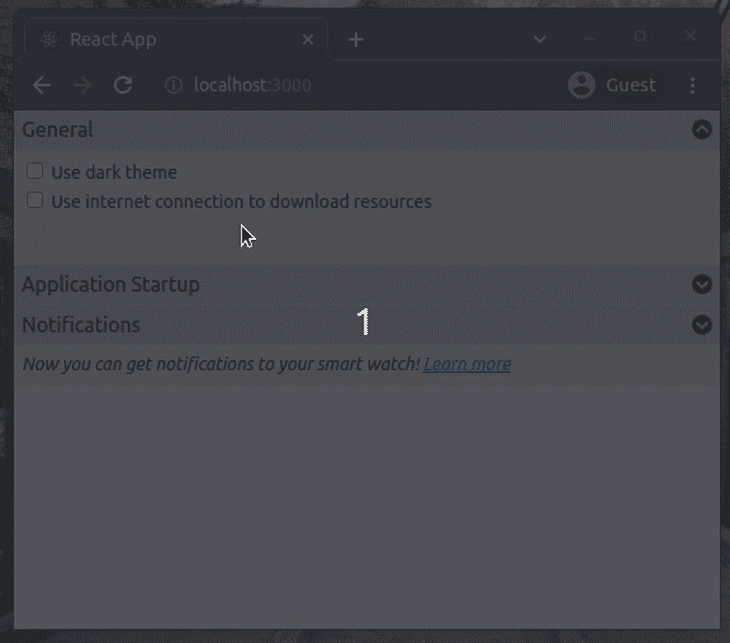 React App
localhost:3000
Guest
General
Use dark theme
Use internet connection to download resources
Application Startup
1
Notifications
Now you can get notifications to your smart watch! Learn more